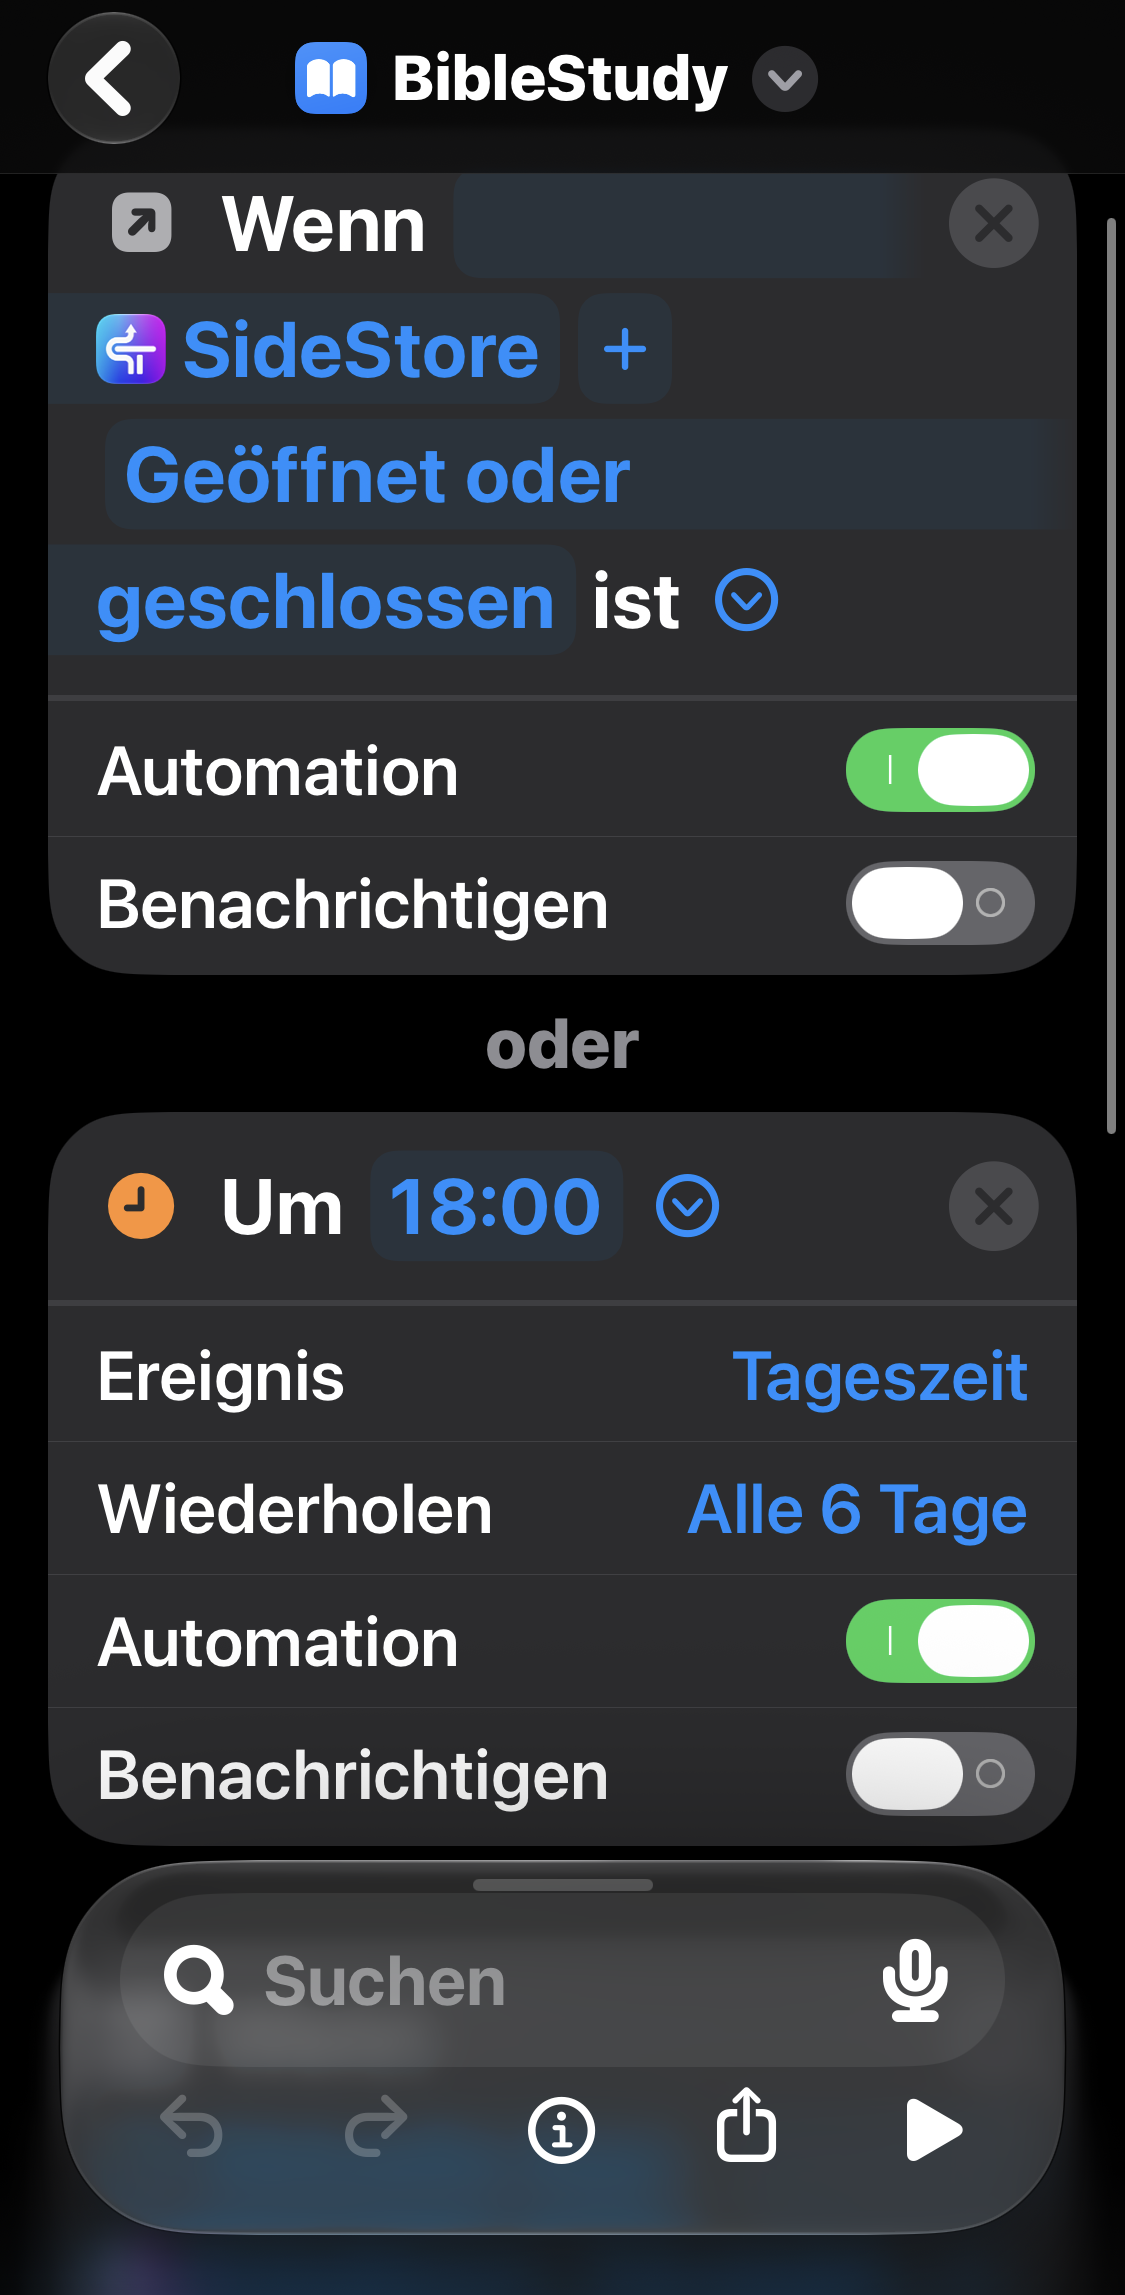 BibleStudy
Wenn
SideStore
Geöffnet oder
geschlossen ist
Automation
Benachrichtigen
oder
Um 18:00
Ereignis Tageszeit
Wiederholen Alle 6 Tage
Automation
Benachrichtigen
Suchen